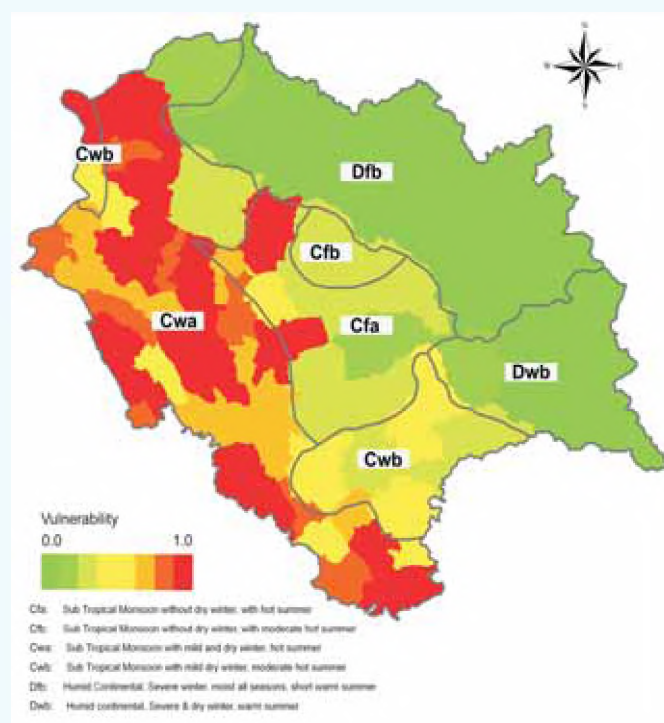 N
W E
S
Cwb
Dfb
Cfb
Cwa
Cfa
Dwb
Cwb
Vulnerability
0.0 1.0
Cfa: Sub Tropical Monsoon without dry winter, with hot summer
Cfb: Sub Tropical Monsoon without dry winter, with moderate hot summer
Cwa: Sub Tropical Monsoon with mild and dry winter, hot summer
Cwb: Sub Tropical Monsoon with mild dry winter, moderate hot summer
Dfb: Humid Continental, Severe winter, moist all seasons, short warm summer
Dwb: Humid continental, Severe & dry winter, warm summer